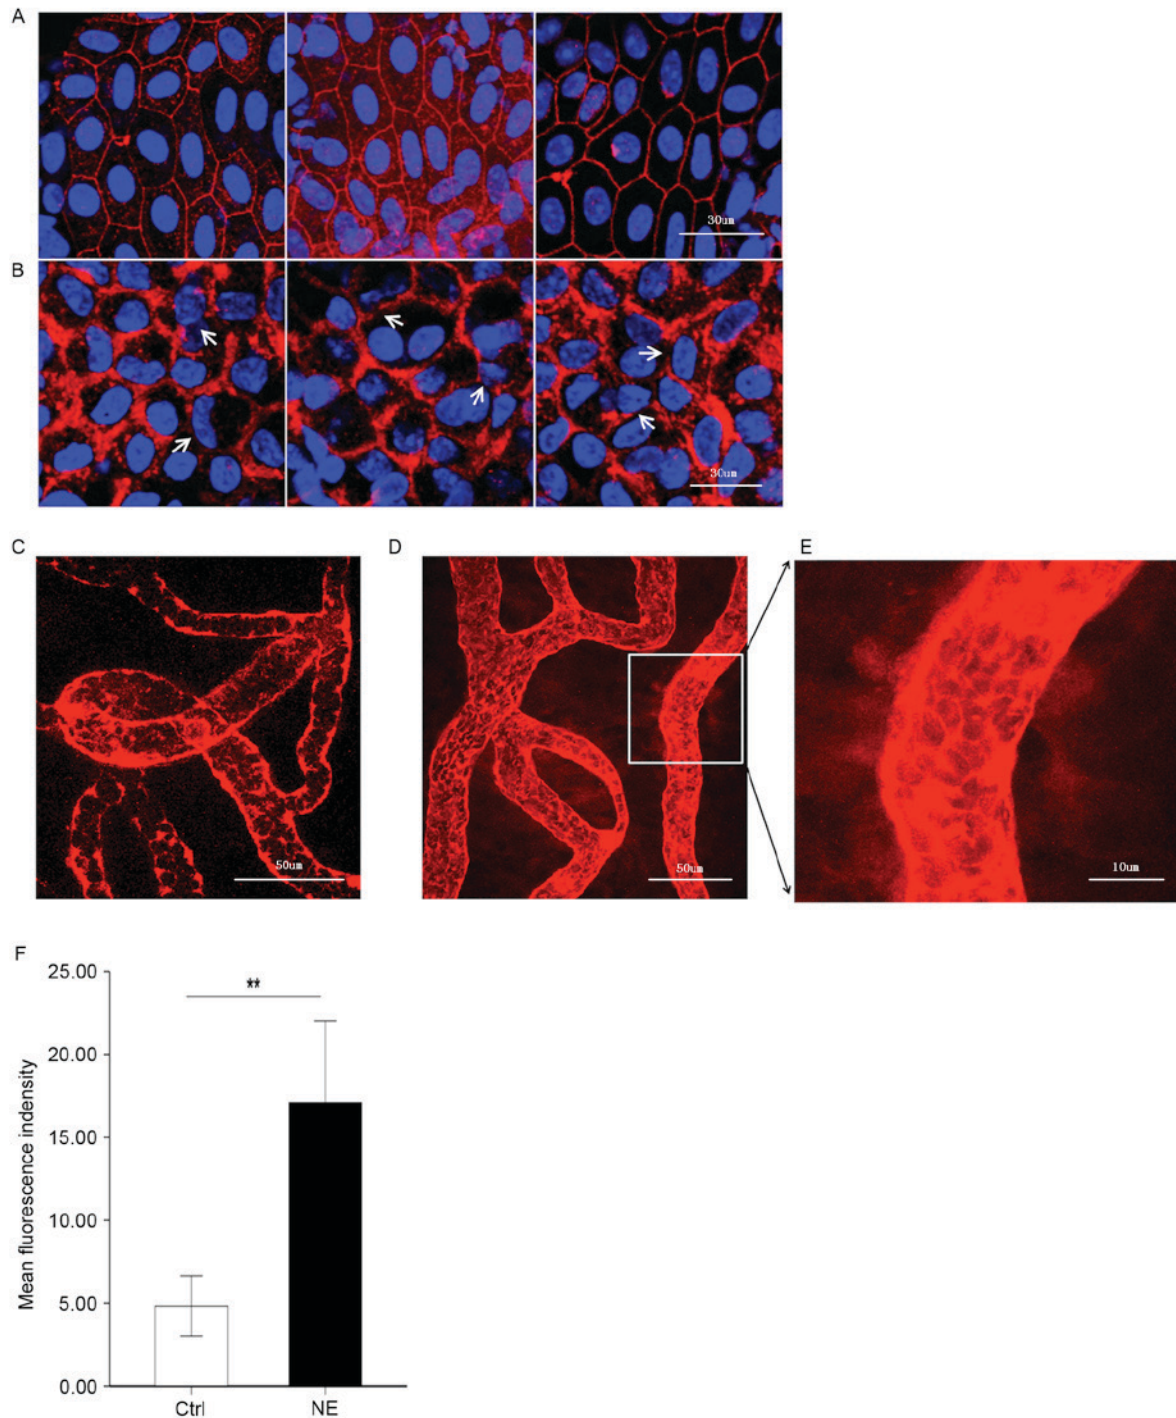 A
30um
B
30um
C
D
E
50um
50um
10um
F
25.00
**
20.00
15.00
10.00
5.00
0.00
Mean fluorescence indensity
Ctrl
NE